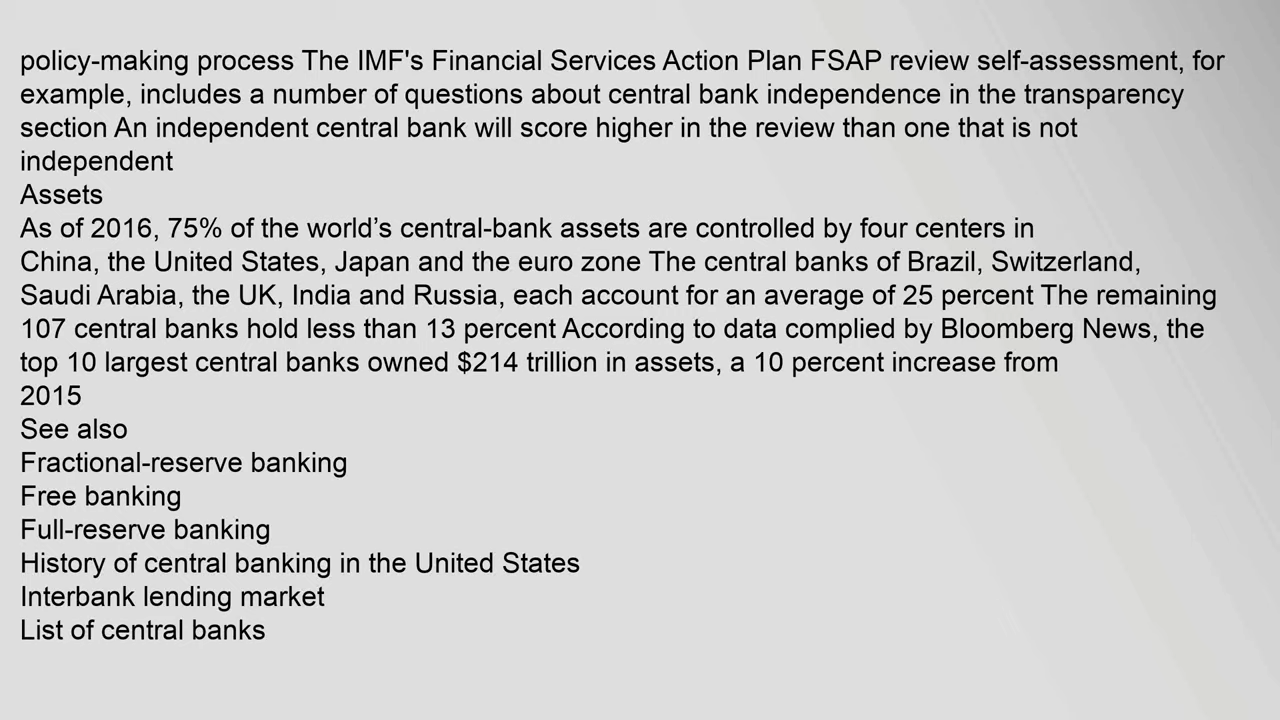 policy-making process The IMF's Financial Services Action Plan FSAP review self-assessment, for
example, includes a number of questions about central bank independence in the transparency
section An independent central bank will score higher in the review than one that is not
independent
Assets
As of 2016, 75% of the world’s central-bank assets are controlled by four centers in
China, the United States, Japan and the euro zone The central banks of Brazil, Switzerland,
Saudi Arabia, the UK, India and Russia, each account for an average of 25 percent The remaining
107 central banks hold less than 13 percent According to data complied by Bloomberg News, the
top 10 largest central banks owned $214 trillion in assets, a 10 percent increase from
2015
See also
Fractional-reserve banking
Free banking
Full-reserve banking
History of central banking in the United States
Interbank lending market
List of central banks